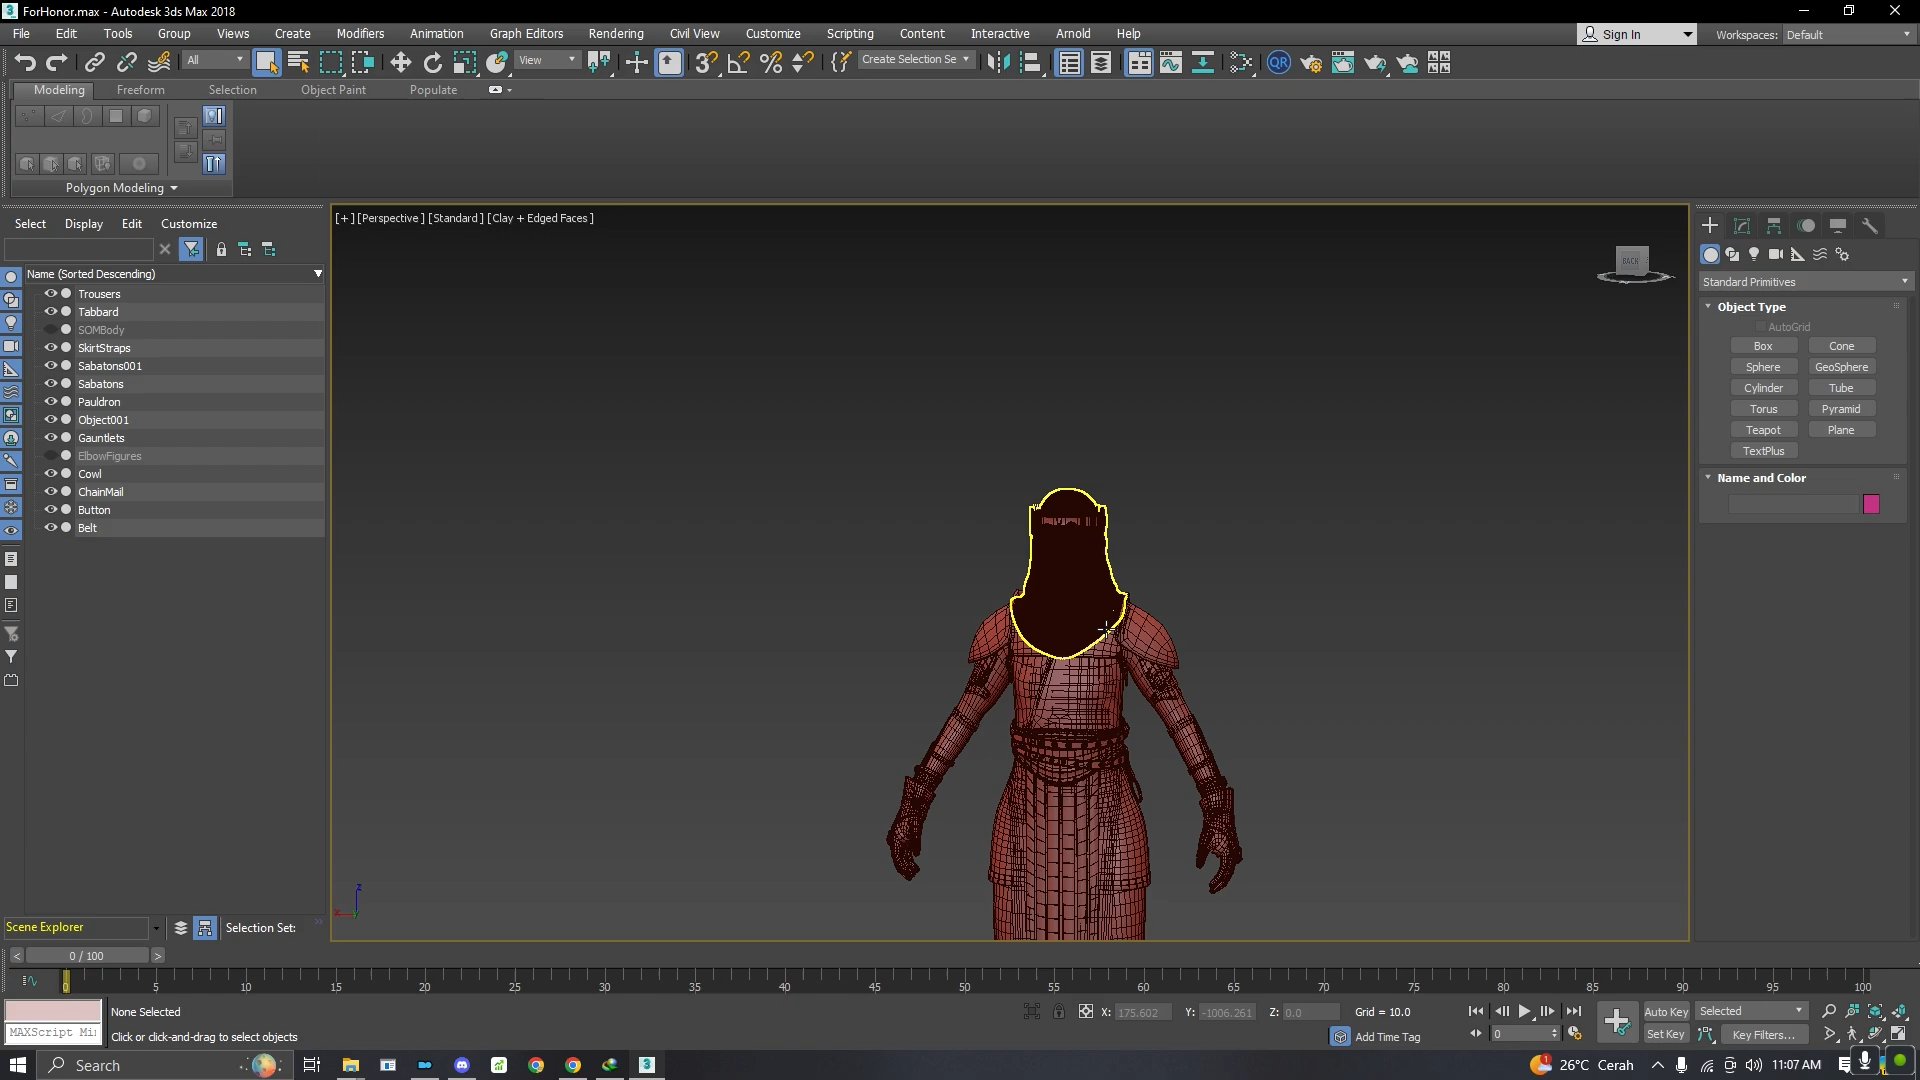 ForHonor.max - Autodesk 3ds Max 2018
File Edit Tools Group Views Create Modifiers Animation Graph Editors Rendering Civil View Customize Scripting Content Interactive Arnold Help
Sign In
Workspaces: Default
All
View
Create Selection Se
QR
Modeling Freeform Selection Object Paint Populate
Polygon Modeling
Select Display Edit Customize
[+] [Perspective ] [Standard ] [Clay + Edged Faces ]
BACK
Name (Sorted Descending)
Trousers
Tabbard
SOMBody
SkirtStraps
Sabatons001
Sabatons
Pauldron
Object001
Gauntlets
ElbowFigures
Cowl
ChainMail
Button
Belt
Standard Primitives
Object Type
AutoGrid
Box Cone
Sphere GeoSphere
Cylinder Tube
Torus Pyramid
Teapot Plane
TextPlus
Name and Color
z
x
Scene Explorer
Selection Set:
< 0 / 100 >
0 5 10 15 20 25 30 35 40 45 50 55 60 65 70 75 80 85 90 95 100
None Selected
X: 175.602 Y: -1006.261 Z: 0.0 Grid = 10.0
Auto Key Selected
MAXScript Mi
Click or click-and-drag to select objects
Add Time Tag
0
Set Key Key Filters...
Search
1
26°C Cerah
11:07 AM